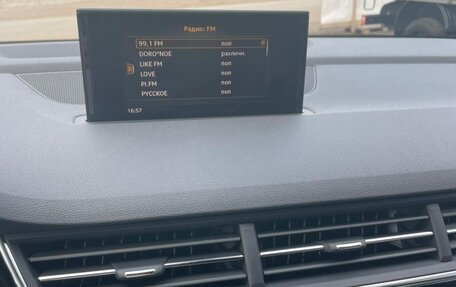 Радио: FM
99,1 FM поп
DORO*NOE различн.
LIKE FM поп
LOVE поп
PI.FM поп
РУССКОЕ поп
16:57